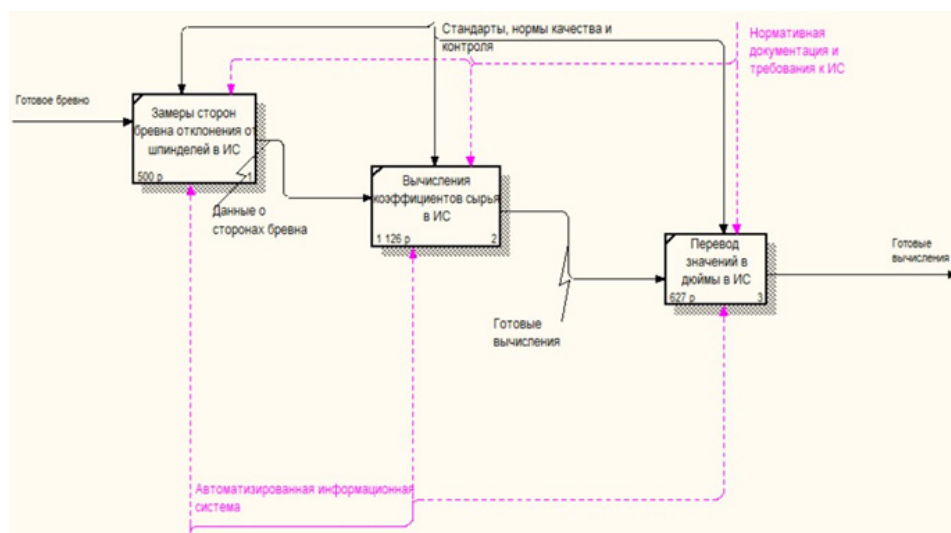 Стандарты, нормы качества и
контроля
Нормативная
документация и
требования к ИС
Готовое бревно
Замеры сторон
бревна отклонения от
шпинделей в ИС
500 р
1
Данные о
сторонах бревна
Вычисления
коэффициентов сырья
в ИС
1 126 р
2
Перевод
значений в
дюймы в ИС
627 р
3
Готовые
вычисления
Готовые
вычисления
Автоматизированная информационная
система